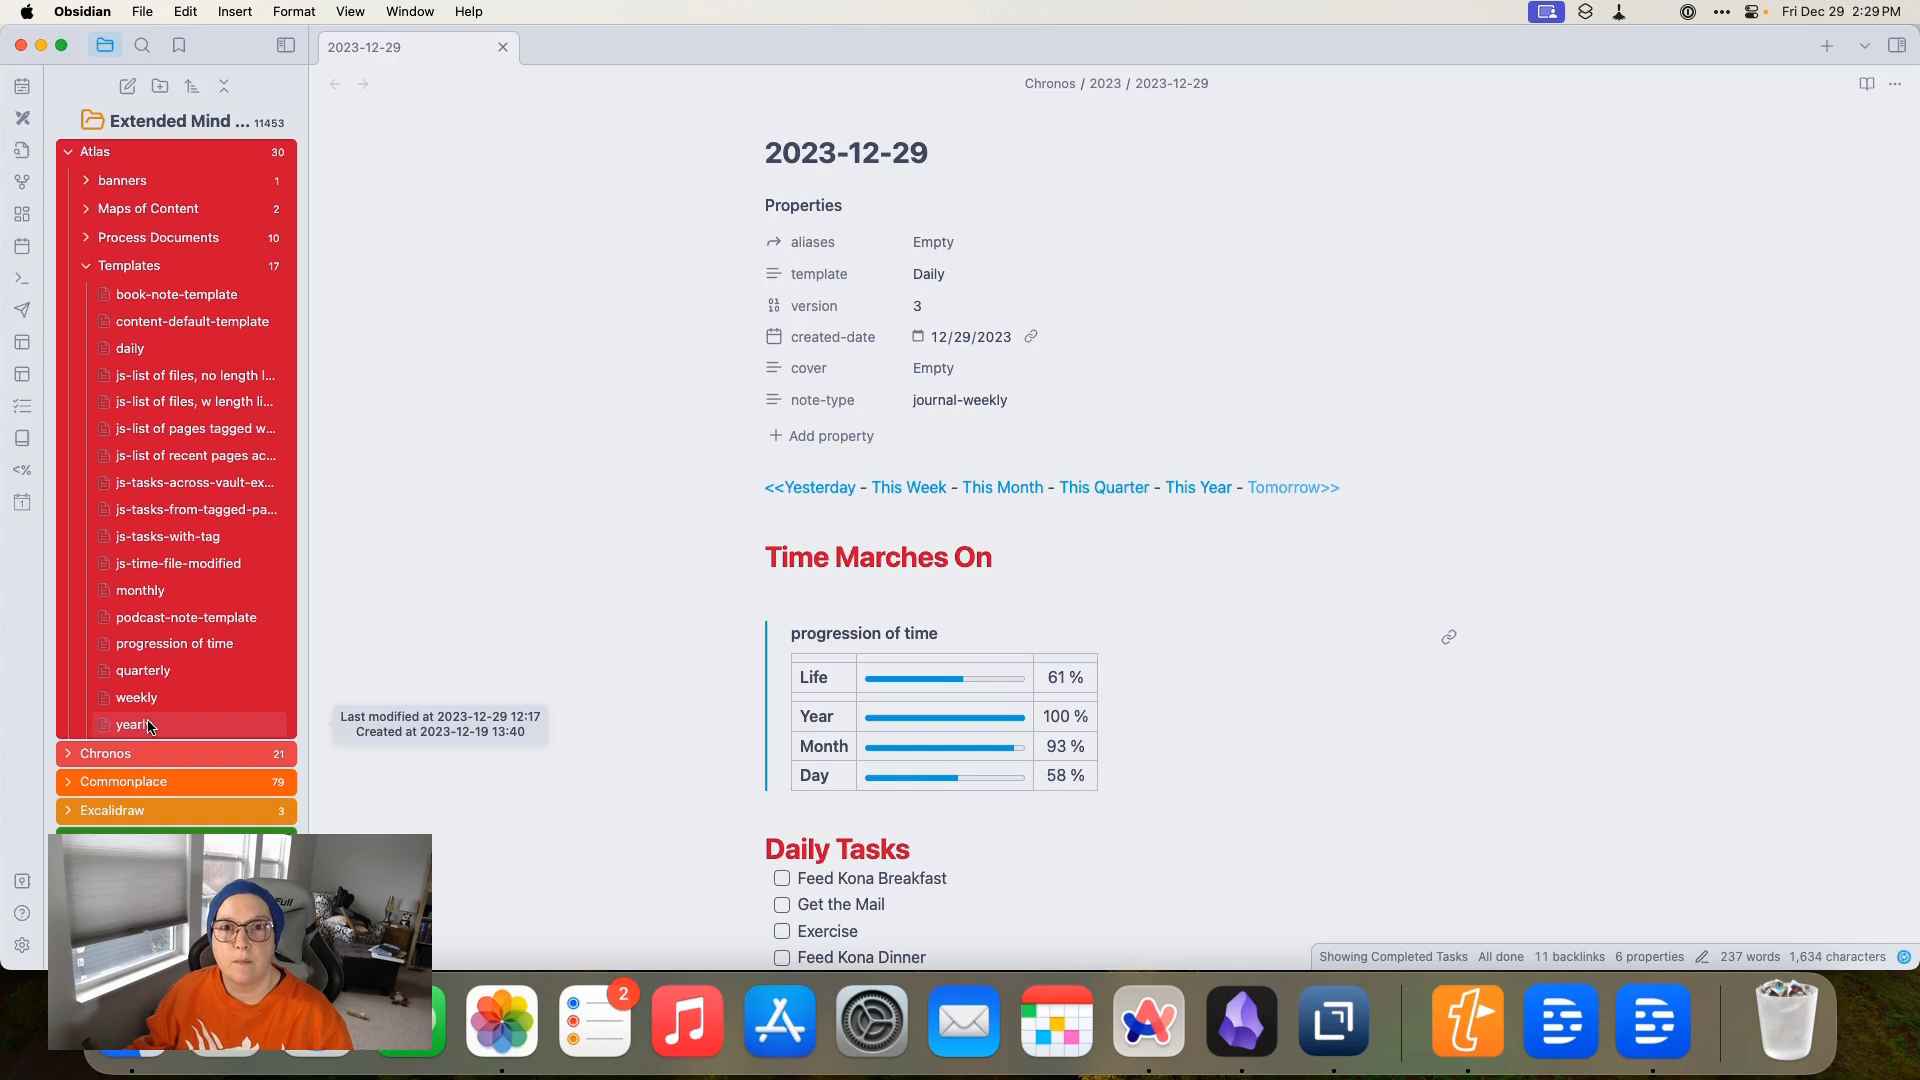 Obsidian File Edit Insert Format View Window Help Fri Dec 29 2:29 PM
2023-12-29
Chronos / 2023 / 2023-12-29
Extended Mind ... 11453
Atlas 30
banners 1
Maps of Content 2
Process Documents 10
Templates 17
book-note-template
content-default-template
daily
js-list of files, no length l...
js-list of files, w length li...
js-list of pages tagged w...
js-list of recent pages ac...
js-tasks-across-vault-ex...
js-tasks-from-tagged-pa...
js-tasks-with-tag
js-time-file-modified
monthly
podcast-note-template
progression of time
quarterly
weekly
yearly
Chronos 21
Commonplace 79
Excalidraw 3
Last modified at 2023-12-29 12:17
Created at 2023-12-19 13:40
2023-12-29
Properties
aliases Empty
template Daily
version 3
created-date 12/29/2023
cover Empty
note-type journal-weekly
Add property
<<Yesterday - This Week - This Month - This Quarter - This Year - Tomorrow>>
Time Marches On
progression of time
Life 61 %
Year 100 %
Month 93 %
Day 58 %
Daily Tasks
Feed Kona Breakfast
Get the Mail
Exercise
Feed Kona Dinner
Showing Completed Tasks All done 11 backlinks 6 properties 237 words 1,634 characters
2